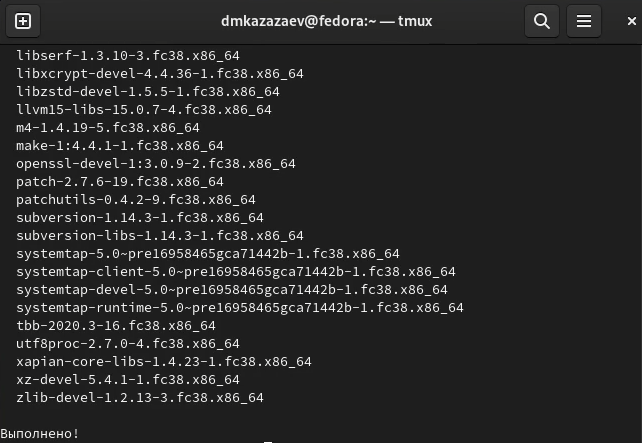 dmkazazaev@fedora:~ — tmux
libserf-1.3.10-3.fc38.x86_64
libxcrypt-devel-4.4.36-1.fc38.x86_64
libzstd-devel-1.5.5-1.fc38.x86_64
llvm15-libs-15.0.7-4.fc38.x86_64
m4-1.4.19-5.fc38.x86_64
make-1:4.4.1-1.fc38.x86_64
openssl-devel-1:3.0.9-2.fc38.x86_64
patch-2.7.6-19.fc38.x86_64
patchutils-0.4.2-9.fc38.x86_64
subversion-1.14.3-1.fc38.x86_64
subversion-libs-1.14.3-1.fc38.x86_64
systemtap-5.0~pre16958465gca71442b-1.fc38.x86_64
systemtap-client-5.0~pre16958465gca71442b-1.fc38.x86_64
systemtap-devel-5.0~pre16958465gca71442b-1.fc38.x86_64
systemtap-runtime-5.0~pre16958465gca71442b-1.fc38.x86_64
tbb-2020.3-16.fc38.x86_64
utf8proc-2.7.0-4.fc38.x86_64
xapian-core-libs-1.4.23-1.fc38.x86_64
xz-devel-5.4.1-1.fc38.x86_64
zlib-devel-1.2.13-3.fc38.x86_64
Выполнено!